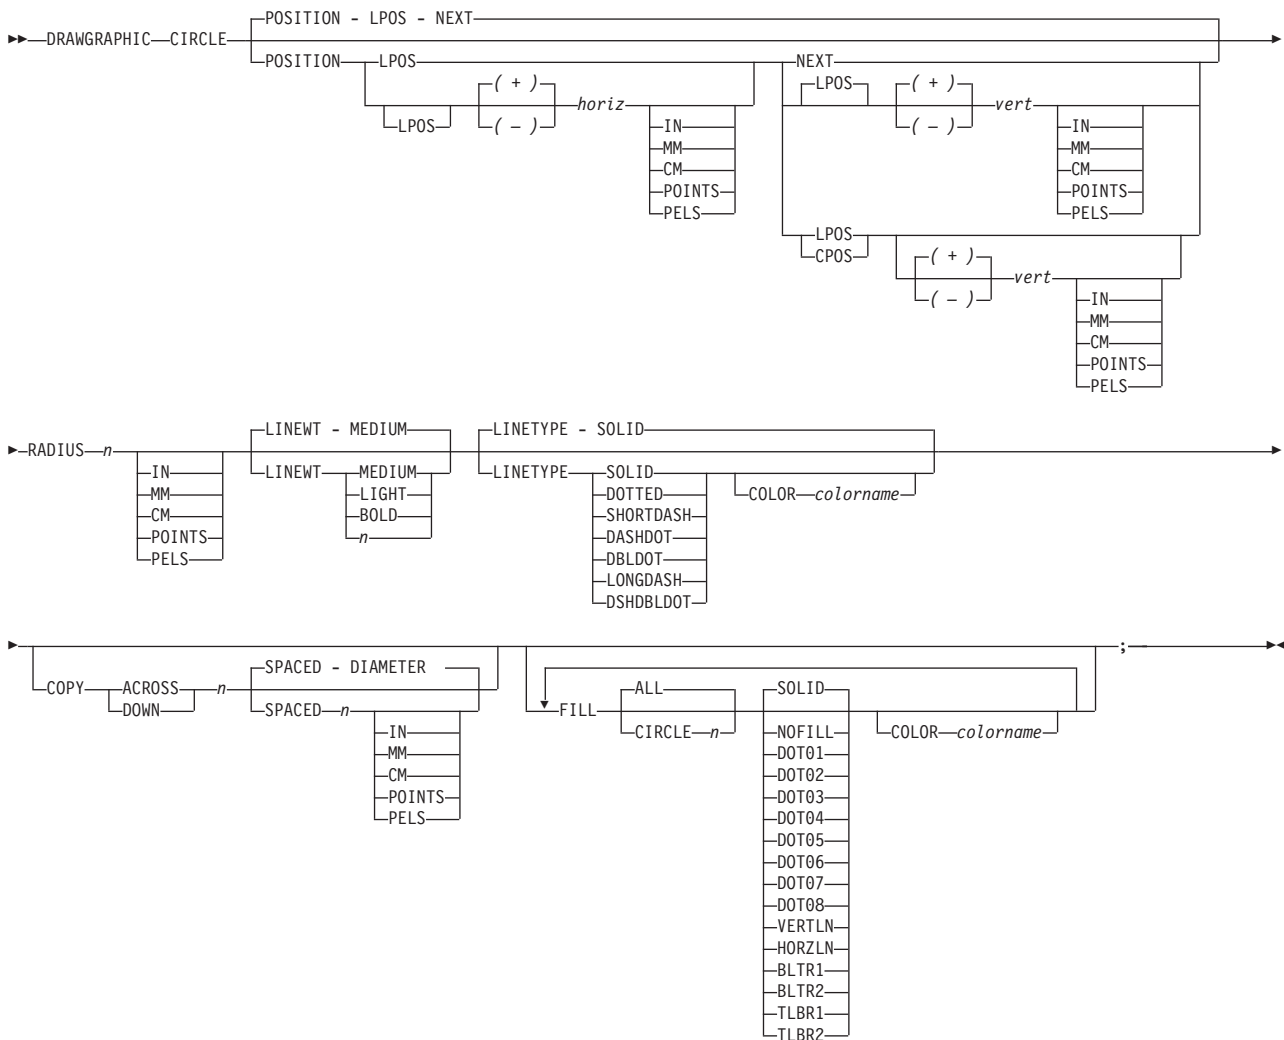 POSITION - LPOS - NEXT
DRAWGRAPHIC CIRCLE
POSITION LPOS NEXT
( + ) LPOS ( + )
horiz vert
LPOS ( – ) IN ( – ) IN
MM MM
CM CM
POINTS POINTS
PELS PELS
LPOS
CPOS ( + )
vert
( – ) IN
MM
CM
POINTS
PELS
LINEWT - MEDIUM LINETYPE - SOLID
RADIUS n
IN LINEWT MEDIUM LINETYPE SOLID
MM LIGHT DOTTED COLOR colorname
CM BOLD SHORTDASH
POINTS n DASHDOT
PELS DBLDOT
LONGDASH
DSHDBLDOT
;
SPACED - DIAMETER ALL SOLID
COPY ACROSS n
DOWN SPACED n FILL
IN CIRCLE n NOFILL COLOR colorname
MM DOT01
CM DOT02
POINTS DOT03
PELS DOT04
DOT05
DOT06
DOT07
DOT08
VERTLN
HORZLN
BLTR1
BLTR2
TLBR1
TLBR2